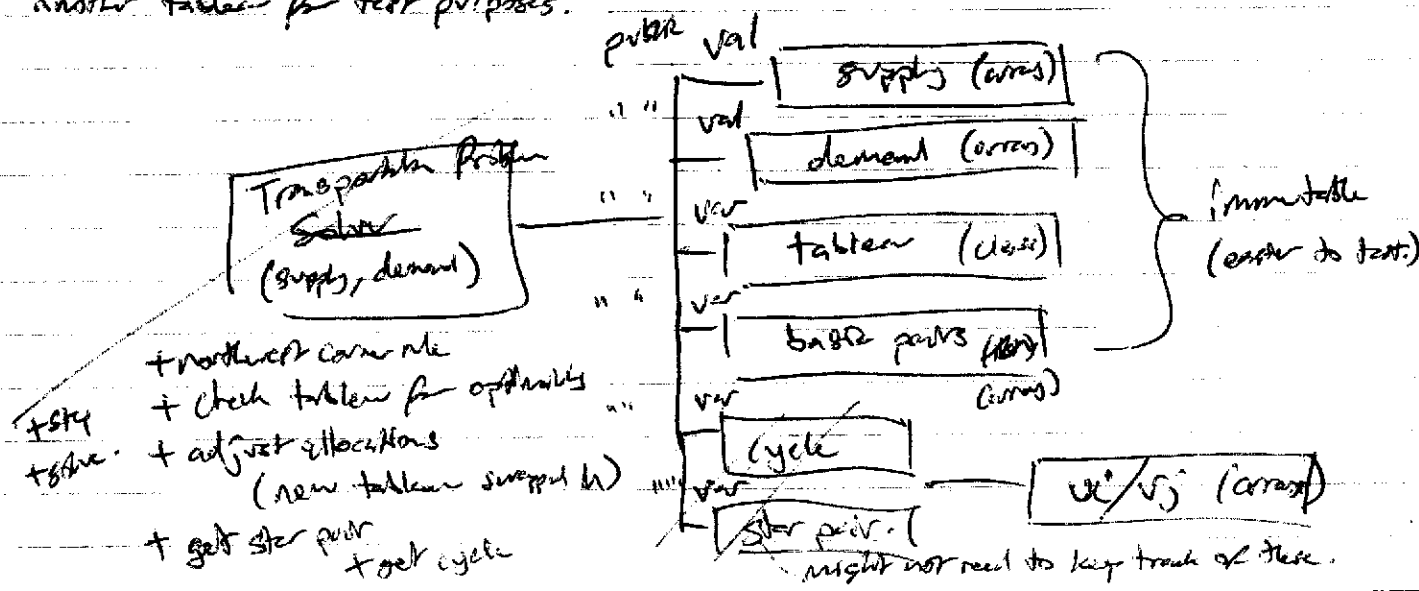 another tableau for test purposes.
public val
supply (array)
" " val
demand (array)
Transportation Problem
Solver
(supply, demand)
" " var
tableau (class)
immutable
(easier to test.)
" " var
basic pairs
(array)
+ northwest corner rule
+ check tableau for optimality
+ step
+ solve.
+ adjust allocations
(new tableau swapped in)
" " var
cycle
" " var
star pair.
ui/vj (arrays)
+ get star pair
+ get cycle
might not need to keep track of these.